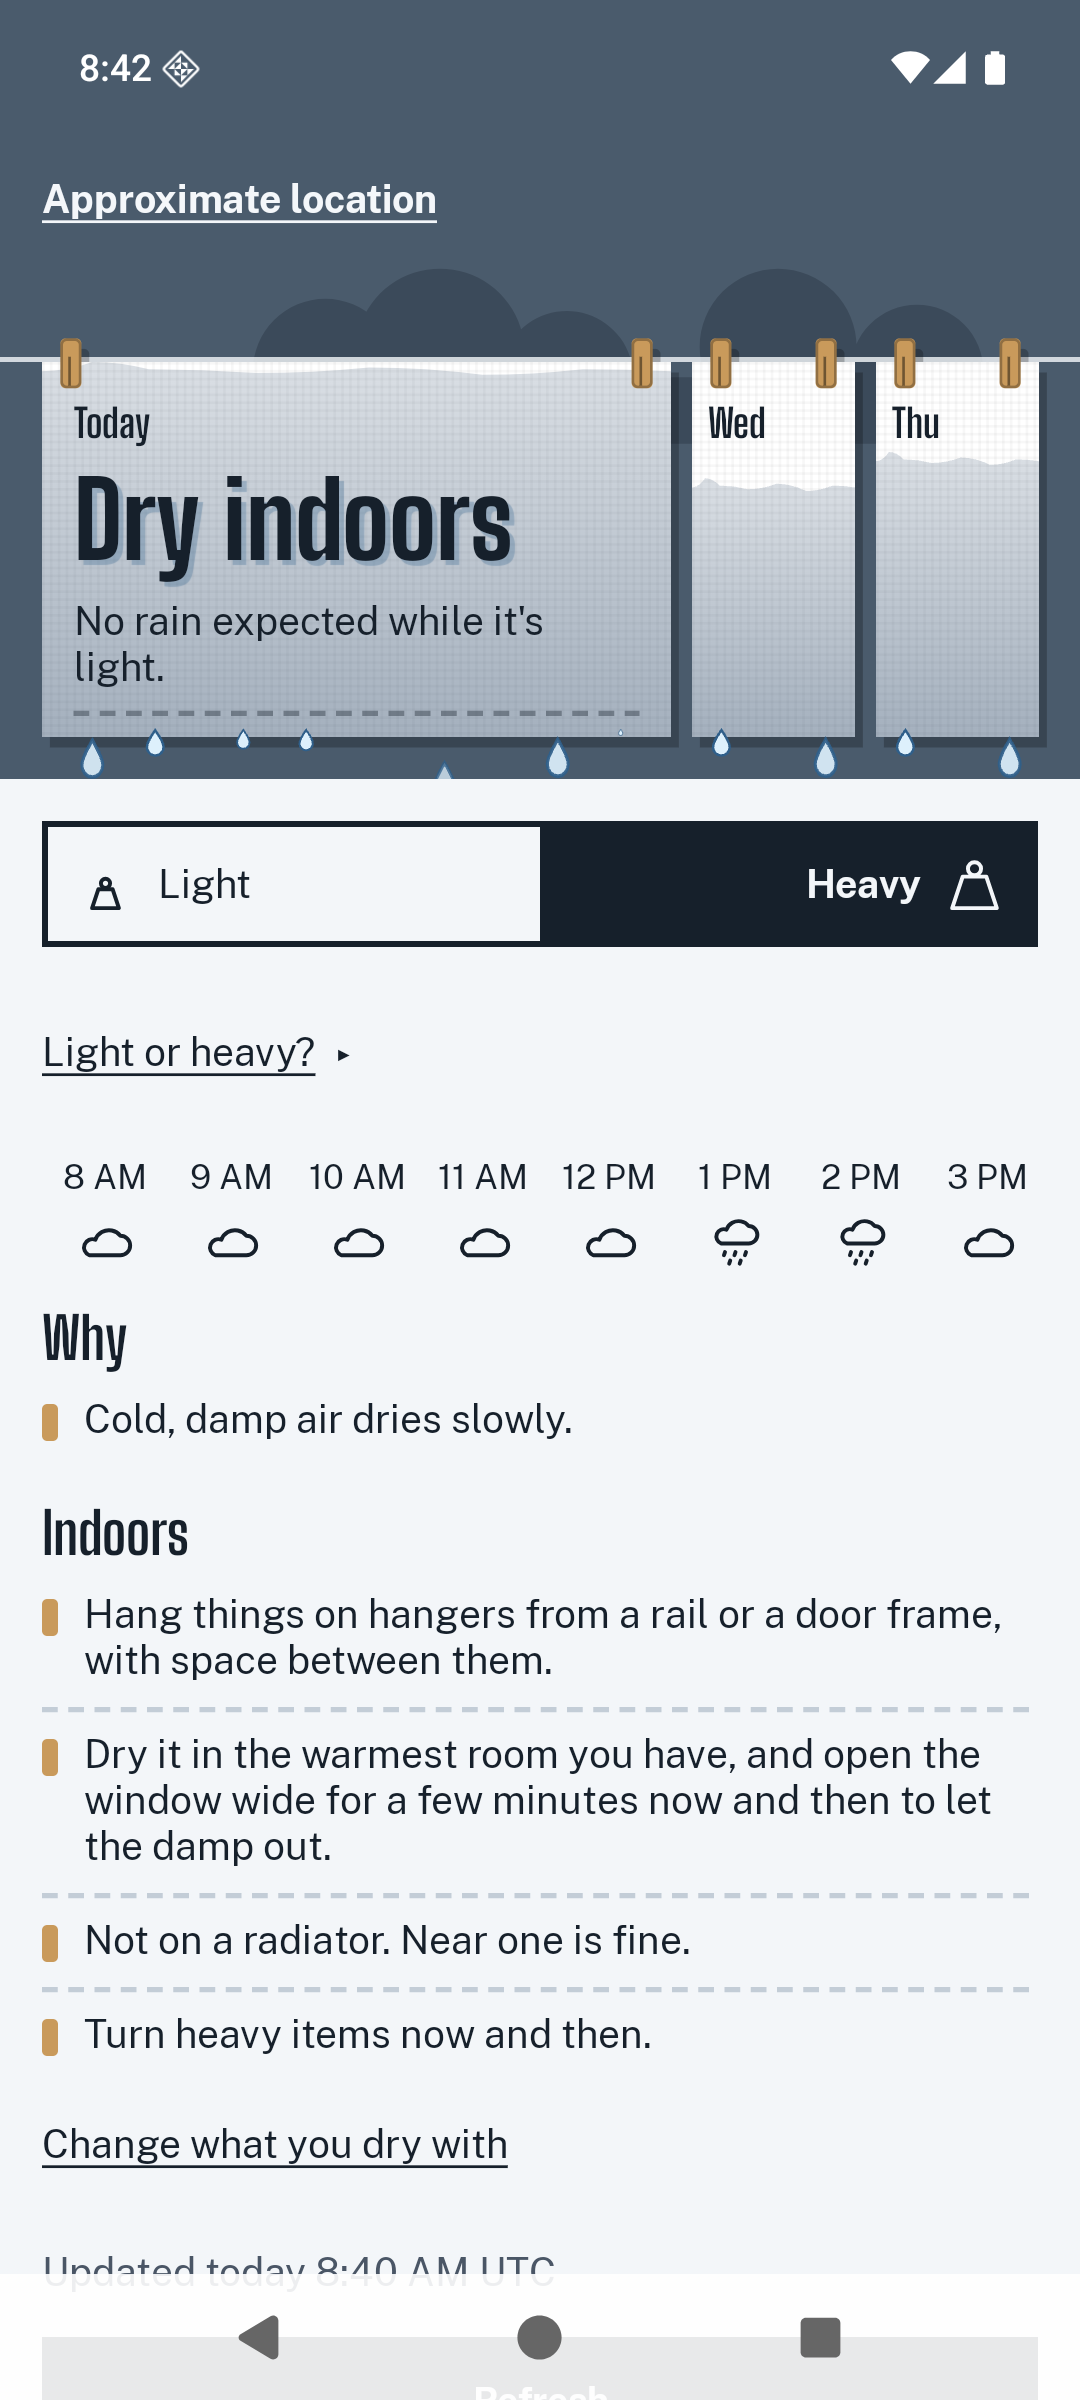 8:42
Approximate location
Today
Wed
Thu
Dry indoors
No rain expected while it's
light.
Light
Heavy
Light or heavy?
8 AM 9 AM 10 AM 11 AM 12 PM 1 PM 2 PM 3 PM
Why
Cold, damp air dries slowly.
Indoors
Hang things on hangers from a rail or a door frame,
with space between them.
Dry it in the warmest room you have, and open the
window wide for a few minutes now and then to let
the damp out.
Not on a radiator. Near one is fine.
Turn heavy items now and then.
Change what you dry with
Updated today 8:40 AM UTC
Refresh